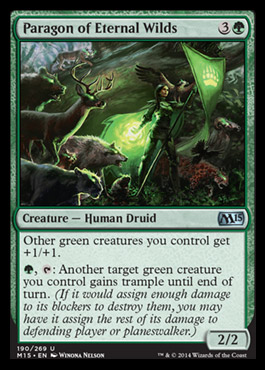 Paragon of Eternal Wilds 3
Creature — Human Druid M15
Other green creatures you control get
+1/+1.
, : Another target green creature
you control gains trample until end
of turn. (If it would assign enough damage
to its blockers to destroy them, you may
have it assign the rest of its damage to
defending player or planeswalker.)
2/2
190/269 U
M15 • EN Winona Nelson ™ & © 2014 Wizards of the Coast